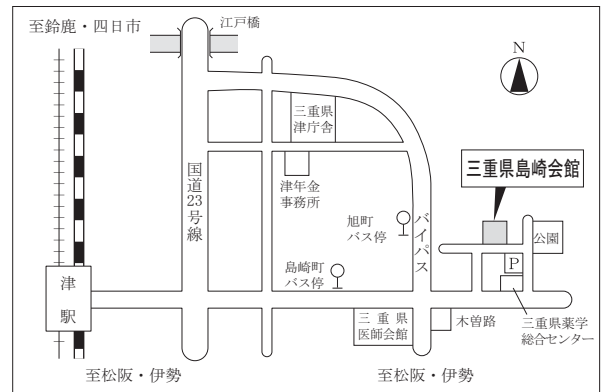 至鈴鹿・四日市
江戸橋
N
三重県
津庁舎
三重県島崎会館
国道23号線
津年金
事務所
旭町
バス停
バイパス
公園
島崎町
バス停
P
津駅
三重県
医師会館
木曽路
三重県薬学
総合センター
至松阪・伊勢
至松阪・伊勢